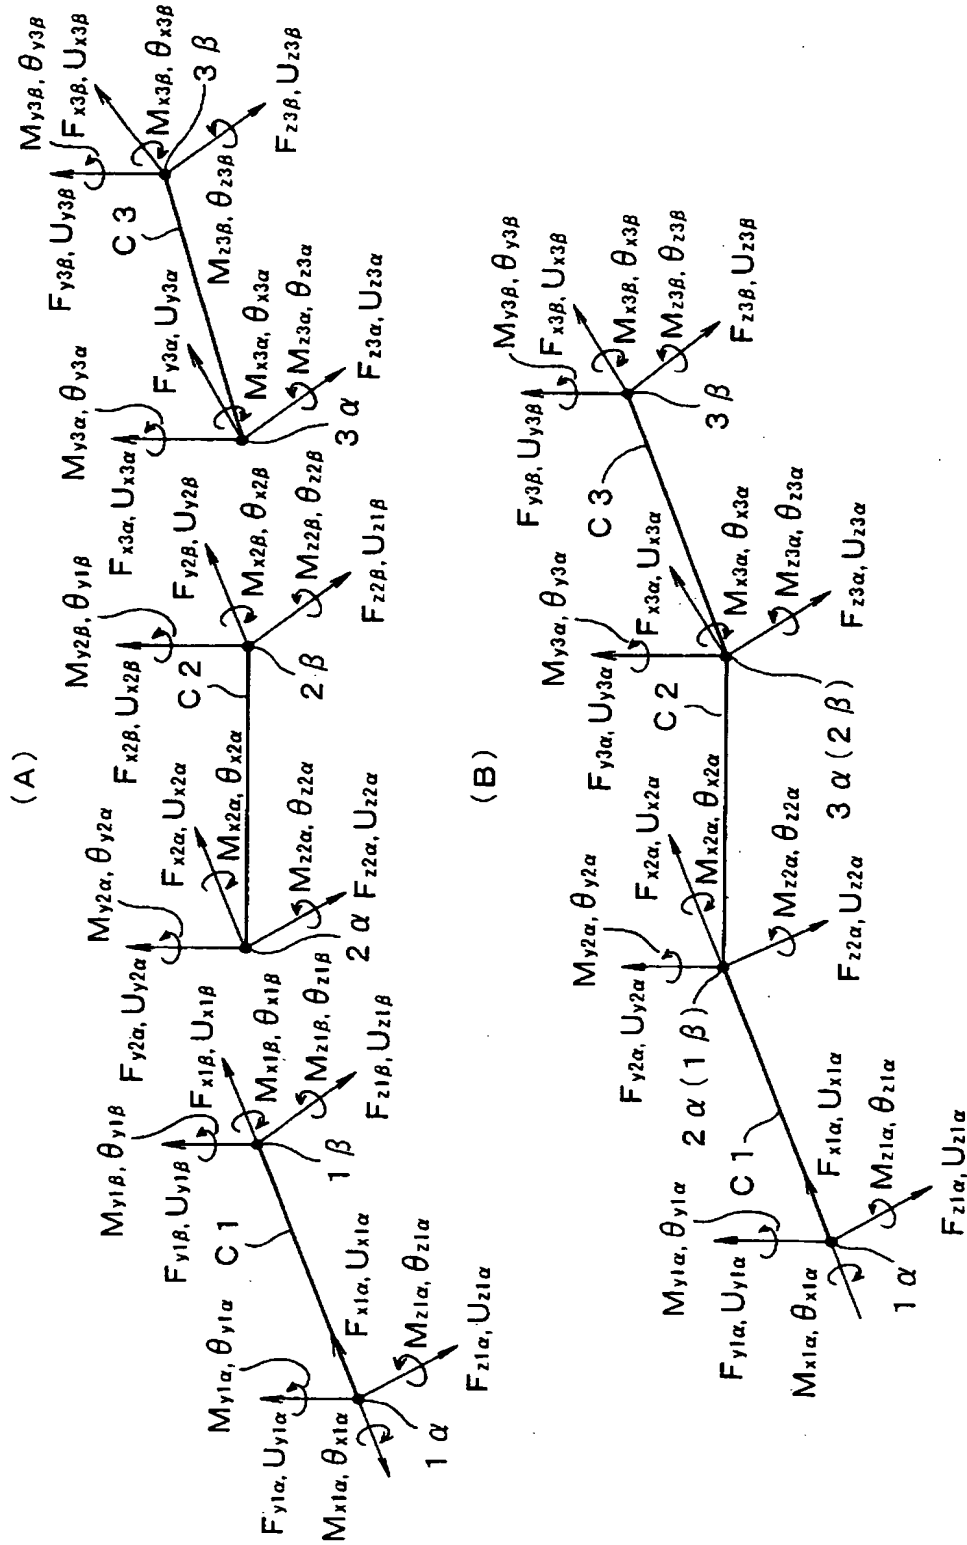 (A)
My1α, θy1α
Fy1α, Uy1α
Mx1α, θx1α
1α
Fx1α, Ux1α
Mz1α, θz1α
Fz1α, Uz1α
C1
My1β, θy1β
Fy1β, Uy1β
Fx1β, Ux1β
Mx1β, θx1β
Mz1β, θz1β
Fz1β, Uz1β
1β
My2α, θy2α
Fy2α, Uy2α
Fx2α, Ux2α
Mx2α, θx2α
Mz2α, θz2α
Fz2α, Uz2α
2α
C2
My2β, θy1β
Fx2β, Ux2β
Fy2β, Uy2β
Mx2β, θx2β
Mz2β, θz2β
Fz2β, Uz1β
2β
My3α, θy3α
Fx3α, Ux3α
Fy3α, Uy3α
Mx3α, θx3α
Mz3α, θz3α
Fz3α, Uz3α
3α
C3
My3β, θy3β
Fy3β, Uy3β
Fx3β, Ux3β
Mx3β, θx3β
3β
Mz3β, θz3β
Fz3β, Uz3β
(B)
My1α, θy1α
Fy1α, Uy1α
Mx1α, θx1α
1α
Fx1α, Ux1α
Mz1α, θz1α
Fz1α, Uz1α
C1
2α(1β)
My2α, θy2α
Fy2α, Uy2α
Fx2α, Ux2α
Mx2α, θx2α
Mz2α, θz2α
Fz2α, Uz2α
C2
3α(2β)
My3α, θy3α
Fy3α, Uy3α
Fx3α, Ux3α
Mx3α, θx3α
Mz3α, θz3α
Fz3α, Uz3α
C3
My3β, θy3β
Fy3β, Uy3β
Fx3β, Ux3β
Mx3β, θx3β
Mz3β, θz3β
Fz3β, Uz3β
3β